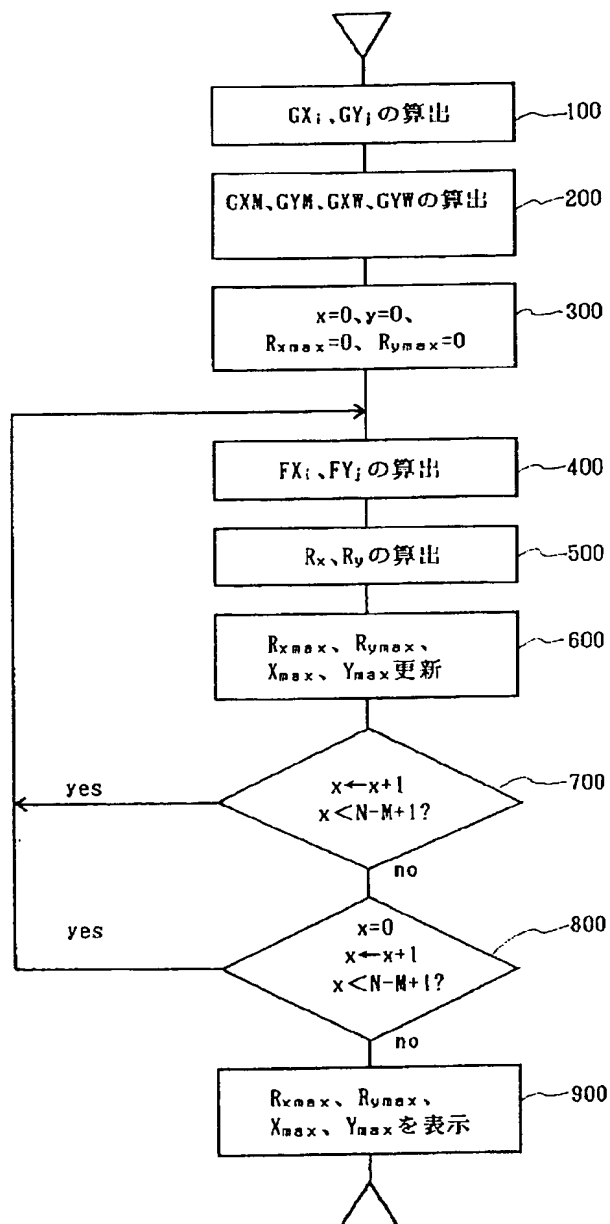 GXi、GYjの算出
100
GXM、GYM、GXW、GYWの算出
200
x=0、y=0、
Rxmax=0、 Rymax=0
300
FXi、FYjの算出
400
Rx、Ryの算出
500
Rxmax、 Rymax、
Xmax、 Ymax更新
600
x←x+1
x<N-M+1?
700
yes
no
x=0
x←x+1
x<N-M+1?
800
yes
no
Rxmax、 Rymax、
Xmax、 Ymaxを表示
900